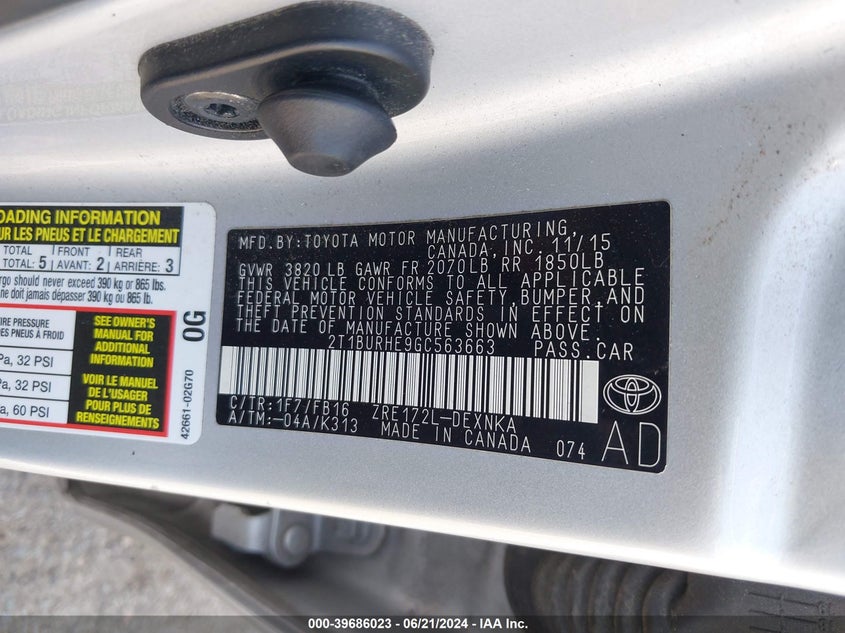 OADING INFORMATION
UR LES PNEUS ET LE CHARGEMENT
TOTAL FRONT REAR
TOTAL: 5 AVANT: 2 ARRIÈRE: 3
rgo should never exceed 390 kg or 865 lbs.
ne doit jamais dépasser 390 kg ou 865 lb.
IRE PRESSURE
DES PNEUS À FROID
Pa, 32 PSI
Pa, 32 PSI
a, 60 PSI
SEE OWNER'S
MANUAL FOR
ADDITIONAL
INFORMATION
VOIR LE MANUEL
DE L'USAGER
POUR PLUS DE
RENSEIGNEMENTS
0G
42661-02G70
MFD.BY:TOYOTA MOTOR MANUFACTURING,
CANADA, INC. 11/15
GVWR 3820 LB GAWR FR 2070LB, RR 1850LB
THIS VEHICLE CONFORMS TO ALL APPLICABLE
FEDERAL MOTOR VEHICLE SAFETY, BUMPER, AND
THEFT PREVENTION STANDARDS IN EFFECT ON
THE DATE OF MANUFACTURE SHOWN ABOVE.
2T1BURHE9GC563663 PASS.CAR
C/TR:1F7/FB16 ZRE172L-DEXNKA
A/TM:-04A/K313 MADE IN CANADA 074
AD
000-39686023 - 06/21/2024 - IAA Inc.